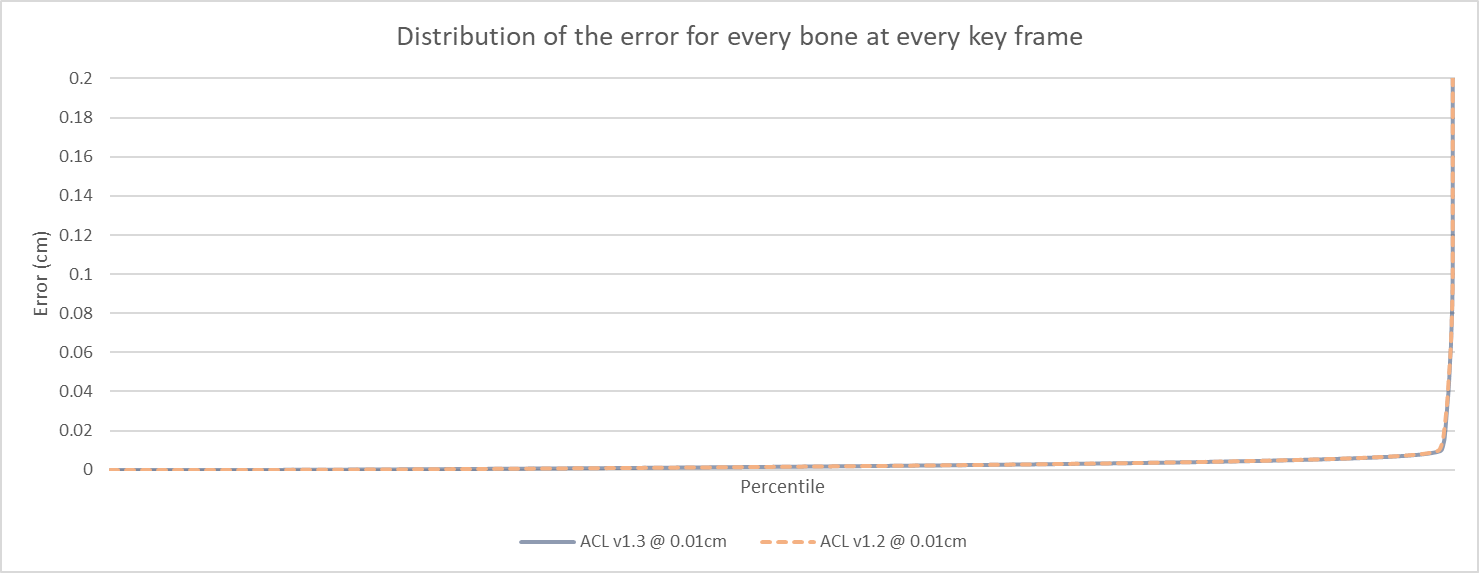 Distribution of the error for every bone at every key frame
0.2
0.18
0.16
0.14
0.12
0.1
0.08
0.06
0.04
0.02
0
Error (cm)
Percentile
ACL v1.3 @ 0.01cm
ACL v1.2 @ 0.01cm